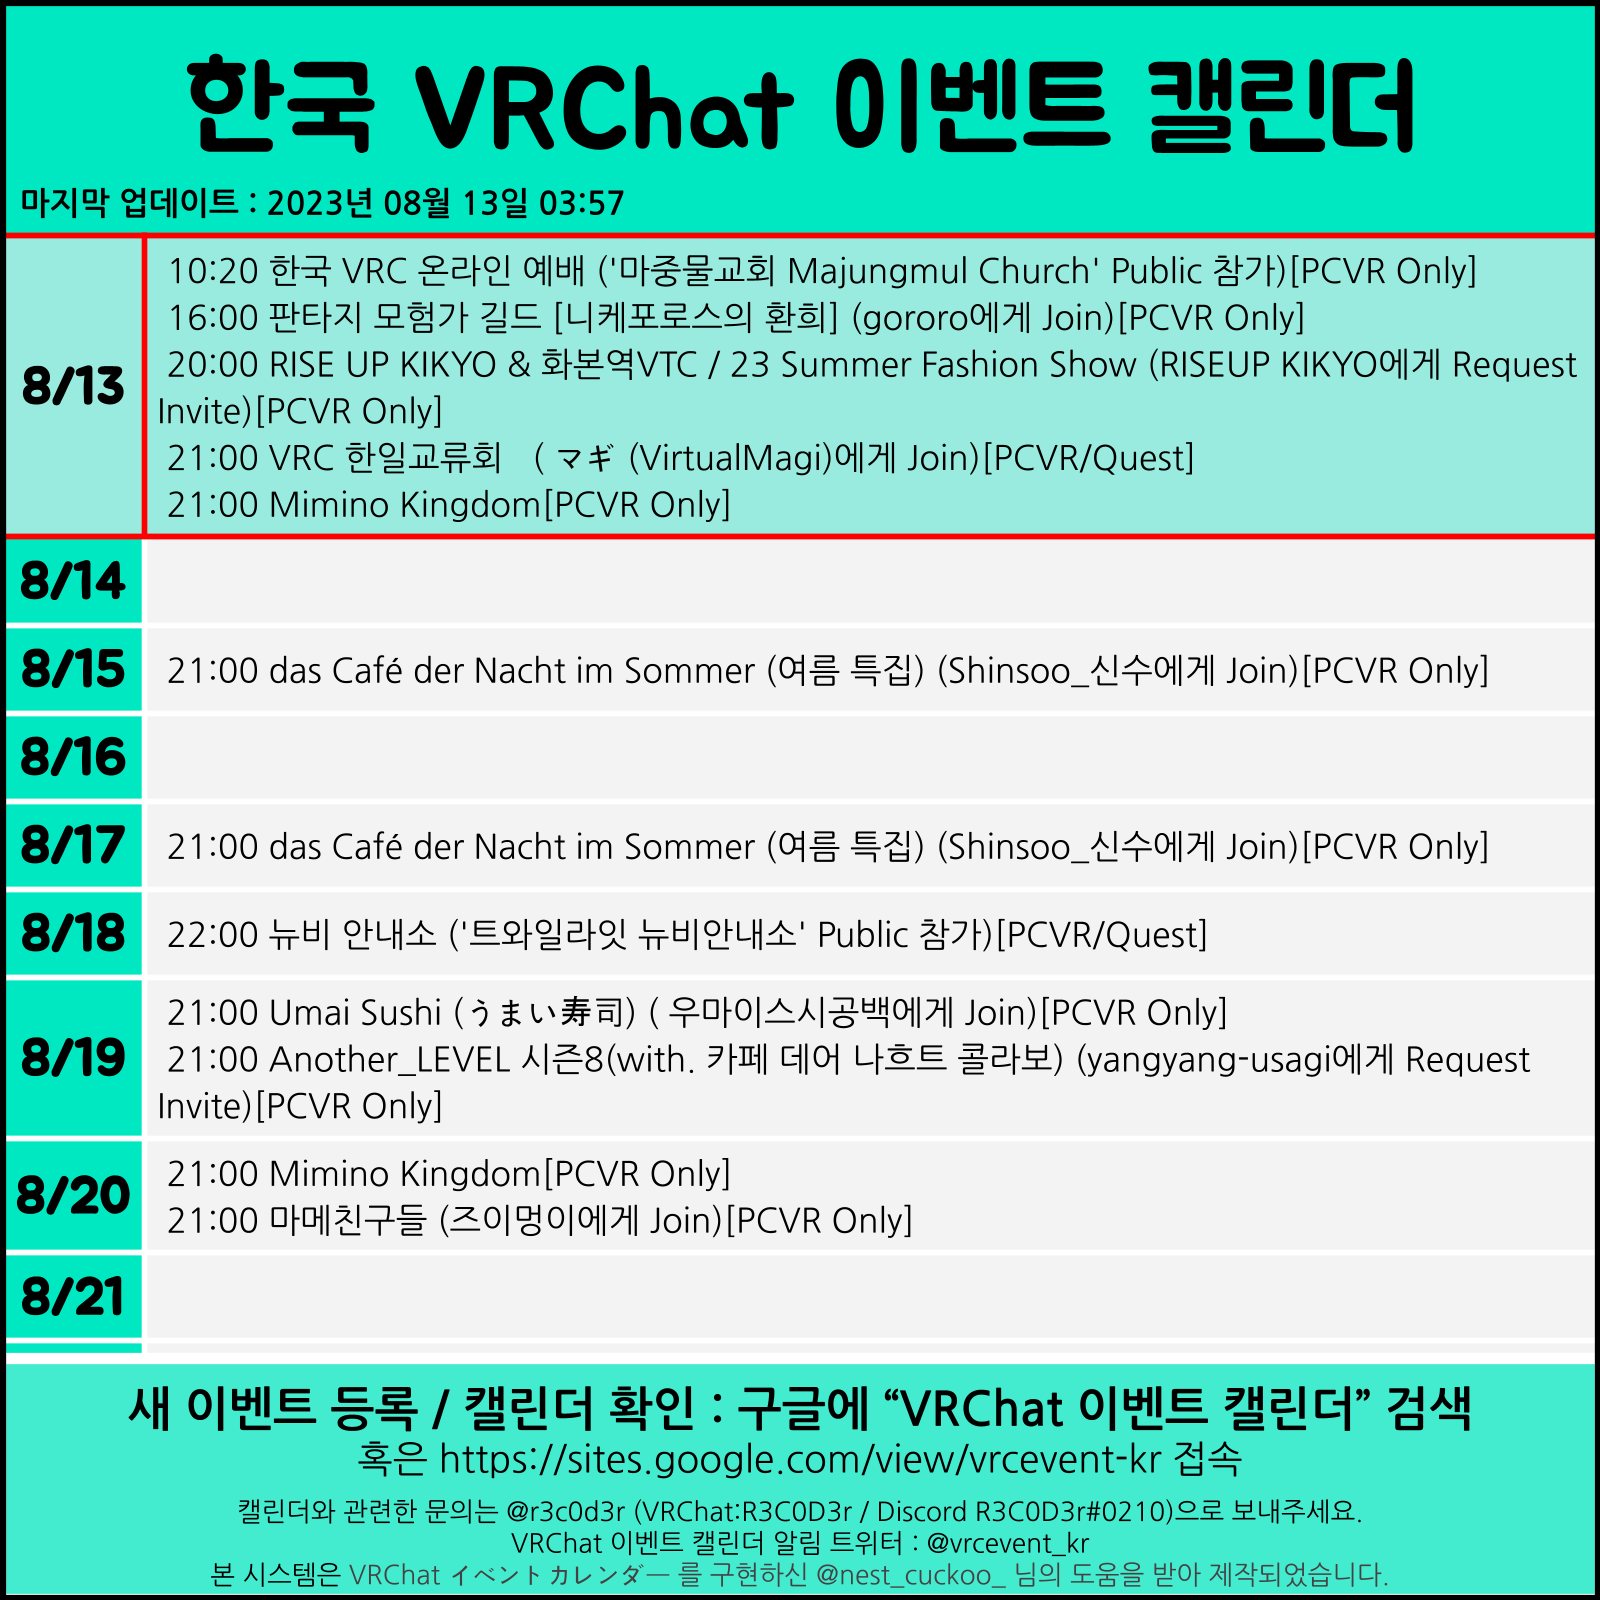 한국 VRChat 이벤트 캘린더
마지막 업데이트 : 2023년 08월 13일 03:57
8/13
10:20 한국 VRC 온라인 예배 ('마중물교회 Majungmul Church' Public 참가)[PCVR Only]
16:00 판타지 모험가 길드 [니케포로스의 환희] (gororo에게 Join)[PCVR Only]
20:00 RISE UP KIKYO & 화본역VTC / 23 Summer Fashion Show (RISEUP KIKYO에게 Request
Invite)[PCVR Only]
21:00 VRC 한일교류회 ( マギ (VirtualMagi)에게 Join)[PCVR/Quest]
21:00 Mimino Kingdom[PCVR Only]
8/14
8/15
21:00 das Café der Nacht im Sommer (여름 특집) (Shinsoo_신수에게 Join)[PCVR Only]
8/16
8/17
21:00 das Café der Nacht im Sommer (여름 특집) (Shinsoo_신수에게 Join)[PCVR Only]
8/18
22:00 뉴비 안내소 ('트와일라잇 뉴비안내소' Public 참가)[PCVR/Quest]
8/19
21:00 Umai Sushi (うまい寿司) ( 우마이스시공백에게 Join)[PCVR Only]
21:00 Another_LEVEL 시즌8(with. 카페 데어 나흐트 콜라보) (yangyang-usagi에게 Request
Invite)[PCVR Only]
8/20
21:00 Mimino Kingdom[PCVR Only]
21:00 마메친구들 (즈이멍이에게 Join)[PCVR Only]
8/21
새 이벤트 등록 / 캘린더 확인 : 구글에 “VRChat 이벤트 캘린더” 검색
혹은 https://sites.google.com/view/vrcevent-kr 접속
캘린더와 관련한 문의는 @r3c0d3r (VRChat:R3C0D3r / Discord R3C0D3r#0210)으로 보내주세요.
VRChat 이벤트 캘린더 알림 트위터 : @vrcevent_kr
본 시스템은 VRChat イベントカレンダー 를 구현하신 @nest_cuckoo_ 님의 도움을 받아 제작되었습니다.